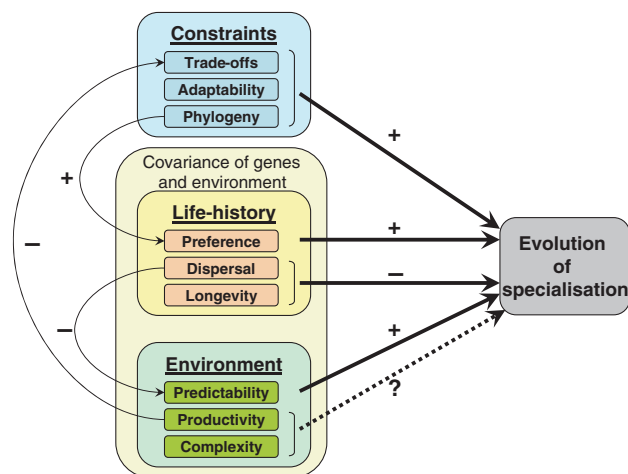 Constraints
Trade-offs
Adaptability
Phylogeny
+
+
Covariance of genes
and environment
Life-history
Preference
+
Dispersal
–
Longevity
–
–
+
Environment
Predictability
Productivity
Complexity
?
Evolution
of
specialisation